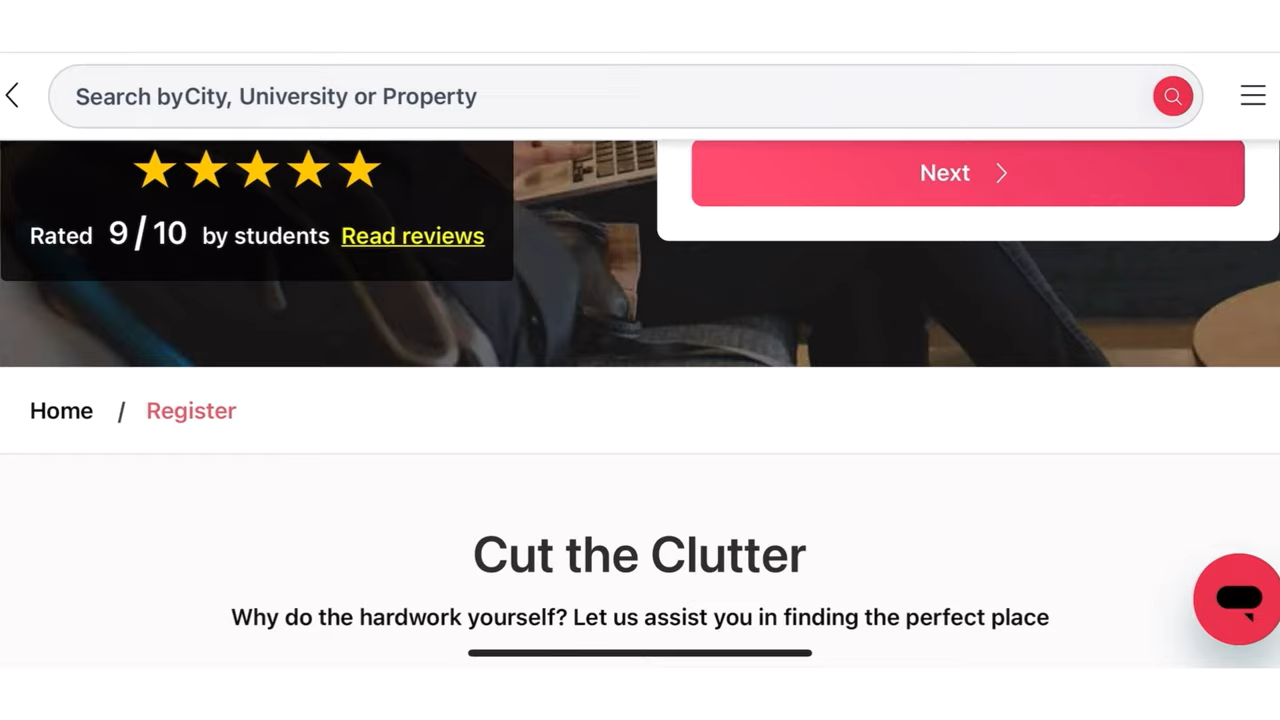 Search byCity, University or Property
Next
Rated 9/10 by students Read reviews
Home / Register
Cut the Clutter
Why do the hardwork yourself? Let us assist you in finding the perfect place